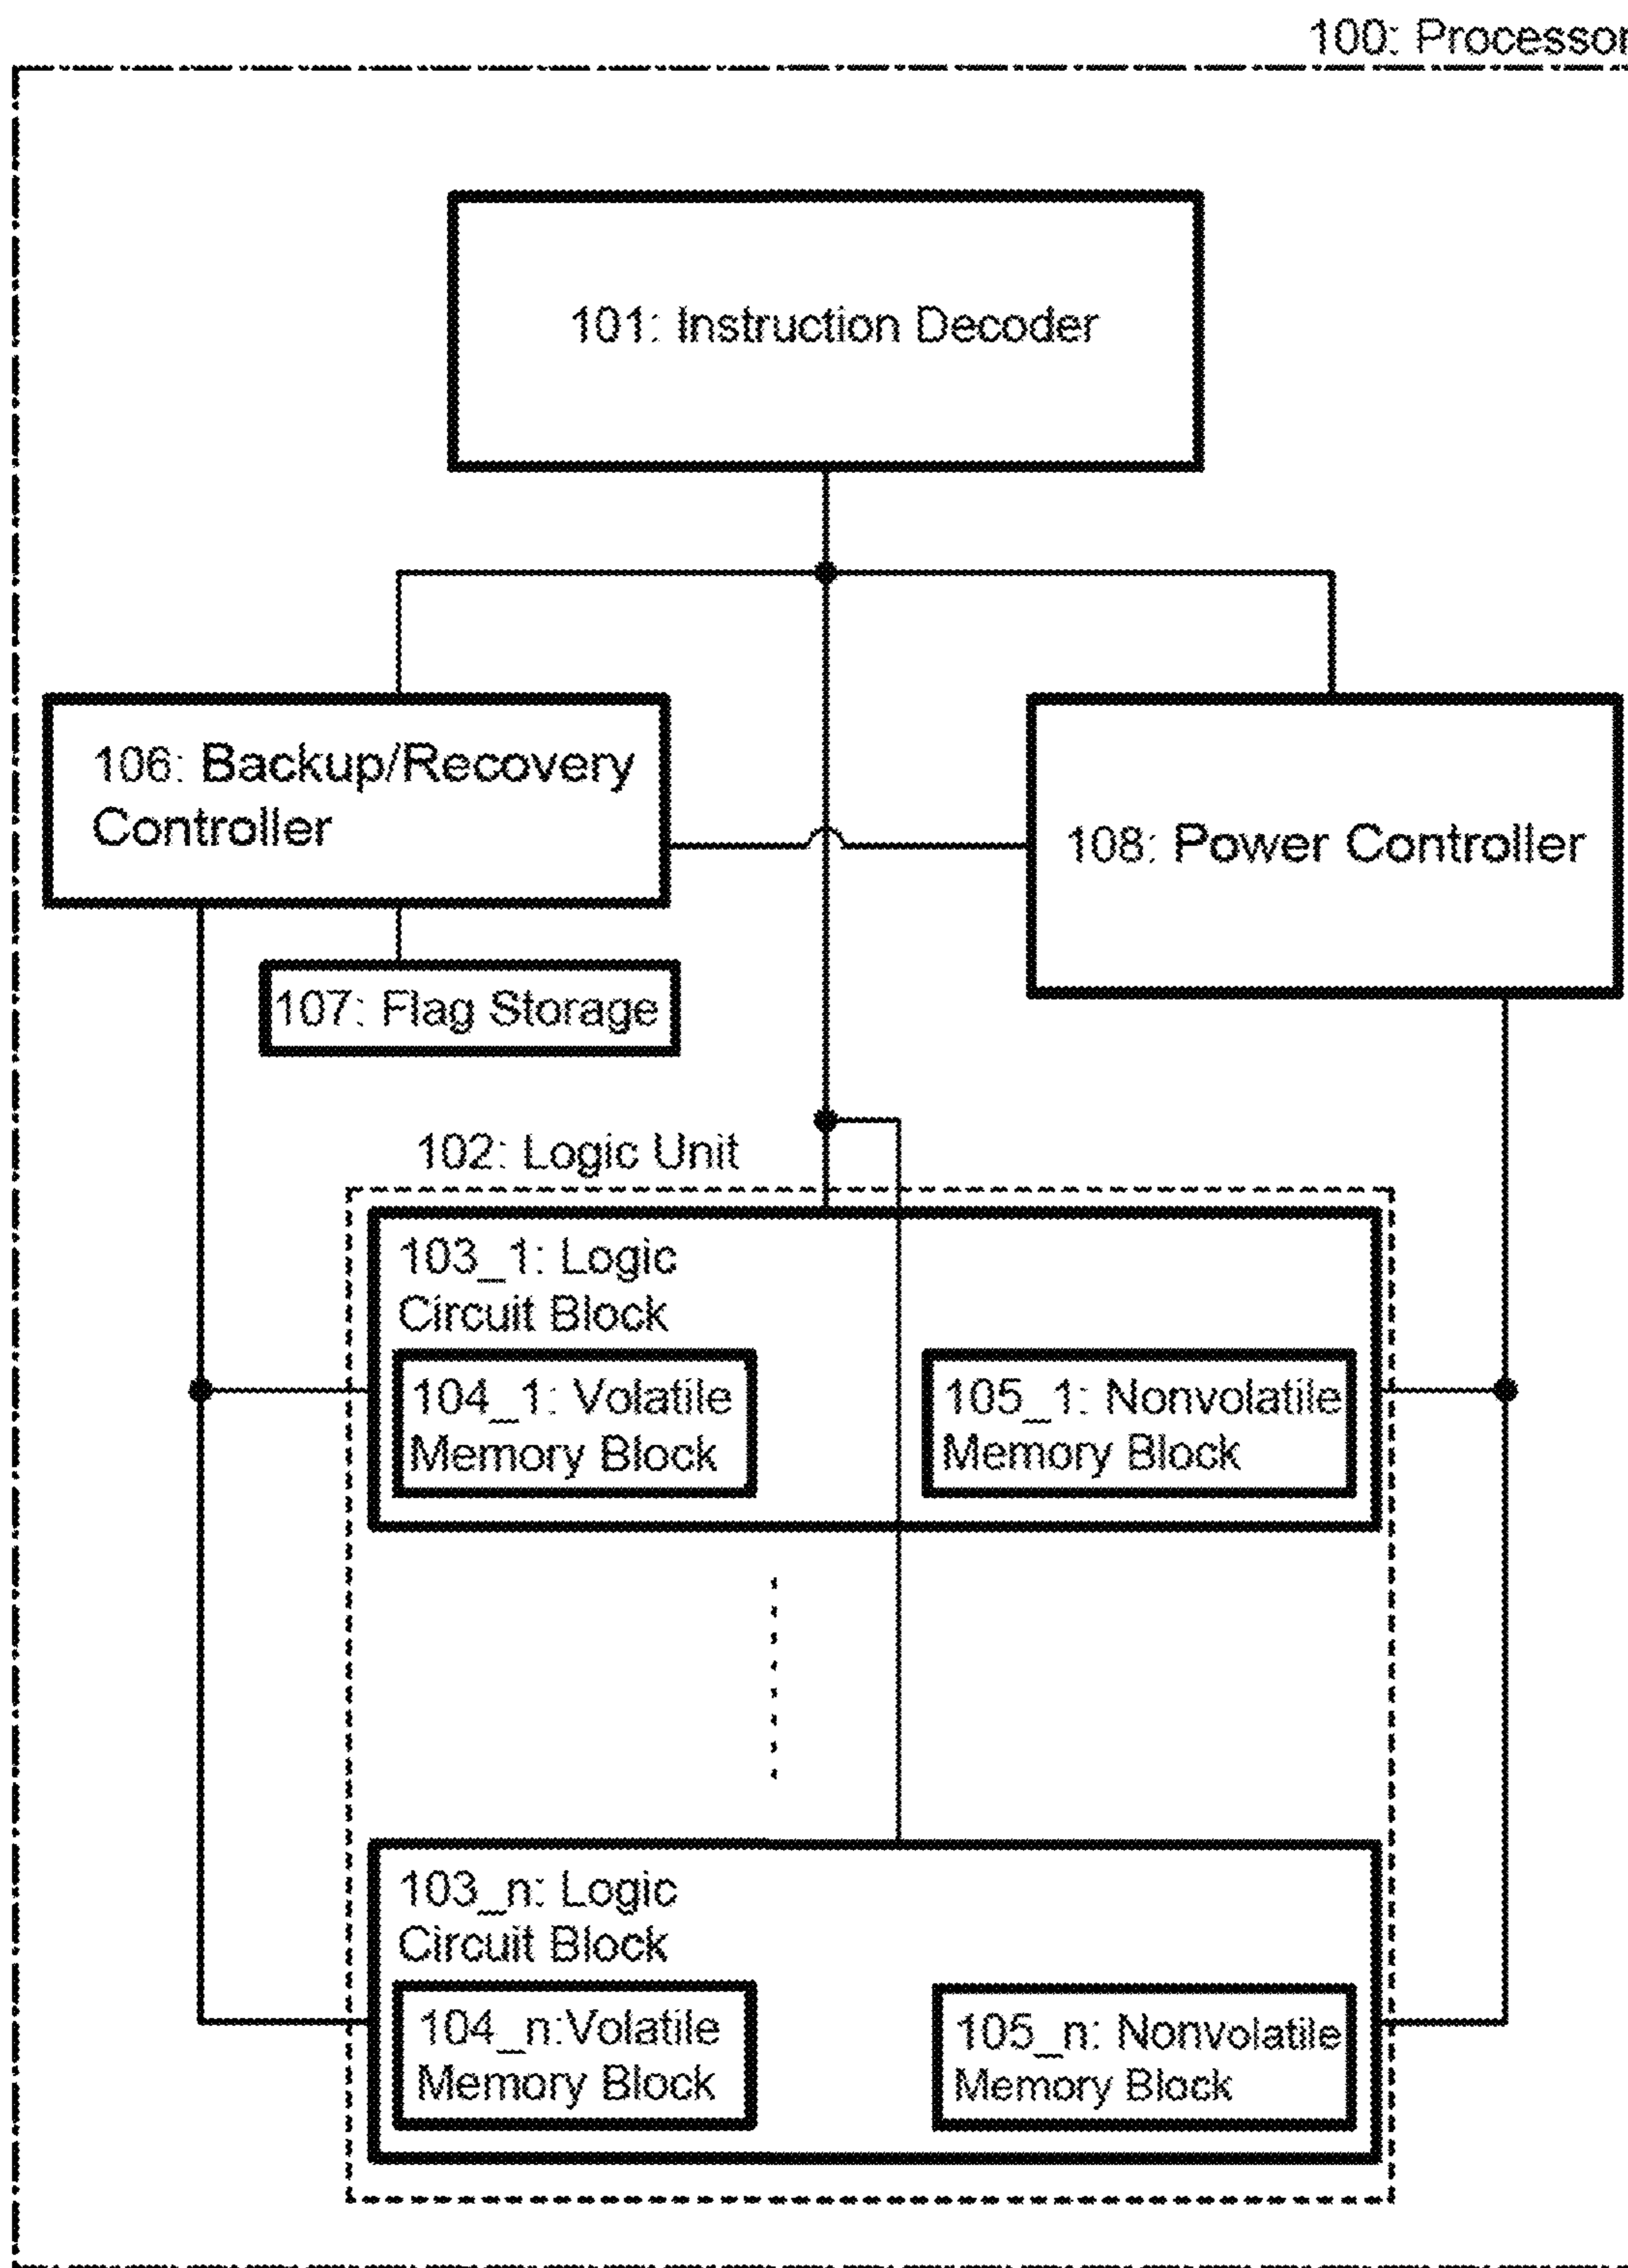 100: Processor
101: Instruction Decoder
106: Backup/Recovery
Controller
108: Power Controller
107: Flag Storage
102: Logic Unit
103_1: Logic
Circuit Block
104_1: Volatile
Memory Block
105_1: Nonvolatile
Memory Block
103_n: Logic
Circuit Block
104_n:Volatile
Memory Block
105_n: Nonvolatile
Memory Block